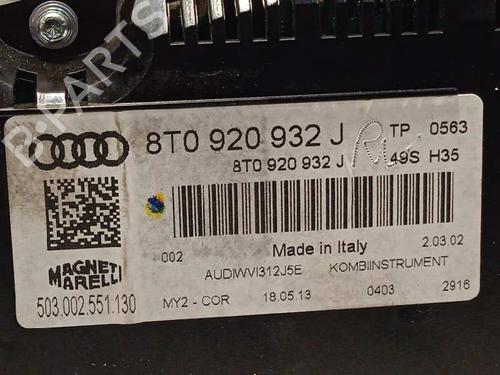 B-PARTS
8T0 920 932 J TP 0563
8T0 920 932 J 49S H35
002 Made in Italy 2.03.02
MAGNETI MARELLI
AUDIWVI312J5E KOMBIINSTRUMENT
503.002.551.130
MY2 - COR 18.05.13 0403 2916